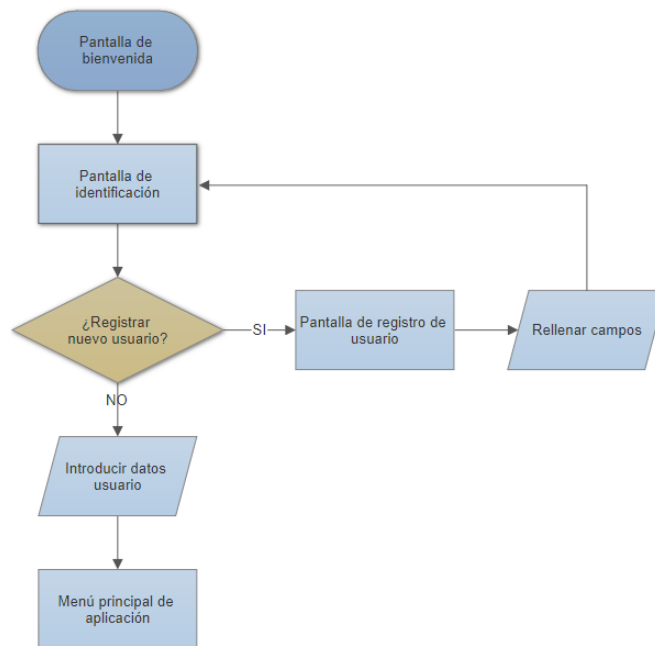 Pantalla de
bienvenida
Pantalla de
identificación
¿Registrar
nuevo usuario?
SI
Pantalla de registro de
usuario
Rellenar campos
NO
Introducir datos
usuario
Menú principal de
aplicación